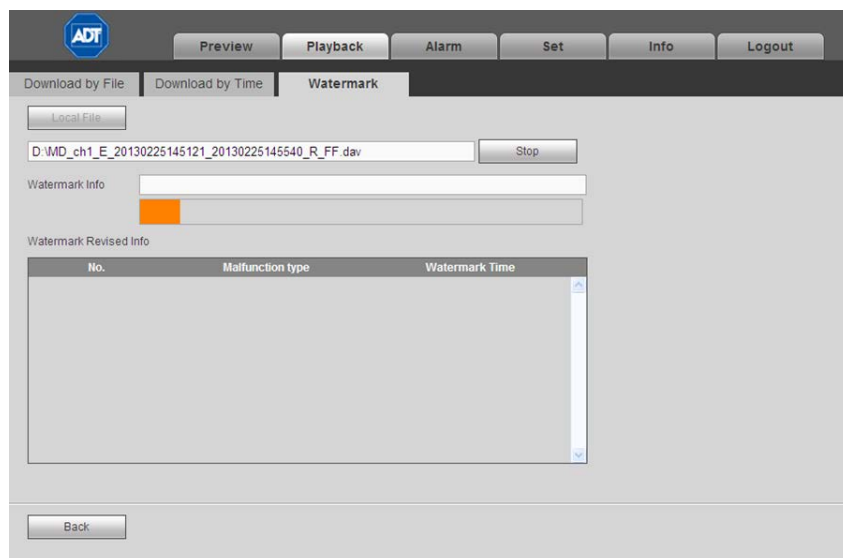 ADT
Preview Playback Alarm Set Info Logout
Download by File Download by Time Watermark
Local File
D:\MD_ch1_E_20130225145121_20130225145540_R_FF.dav Stop
Watermark Info
Watermark Revised Info
No. Malfunction type Watermark Time
Back